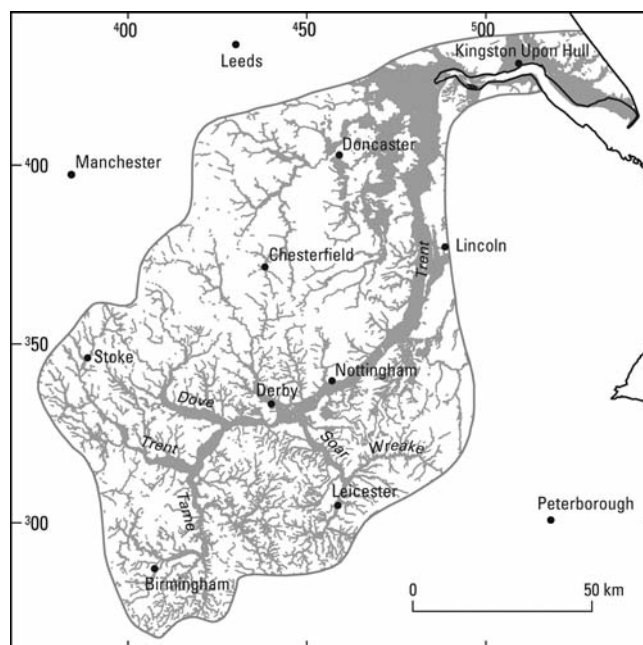 400
450
500
Kingston Upon Hull
Leeds
Doncaster
400
Manchester
Lincoln
Chesterfield
Trent
350
Stoke
Nottingham
Derby
Dove
Trent
Soar
Wreake
Tame
Leicester
300
Peterborough
Birmingham
0
50 km